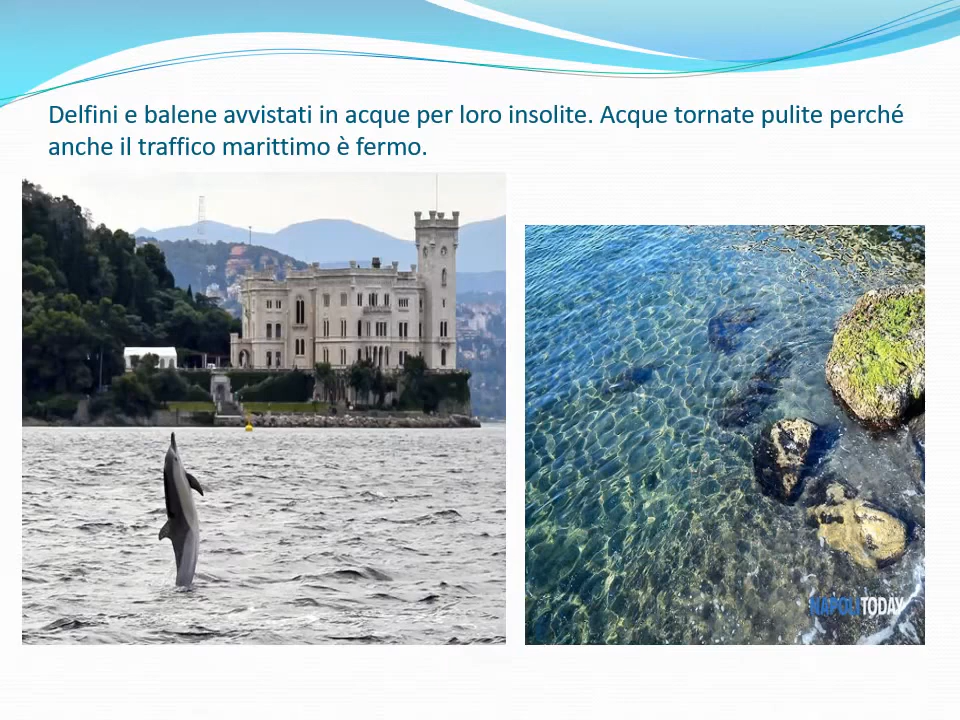 Delfini e balene avvistati in acque per loro insolite. Acque tornate pulite perché
anche il traffico marittimo è fermo.
NAPOLITODAY